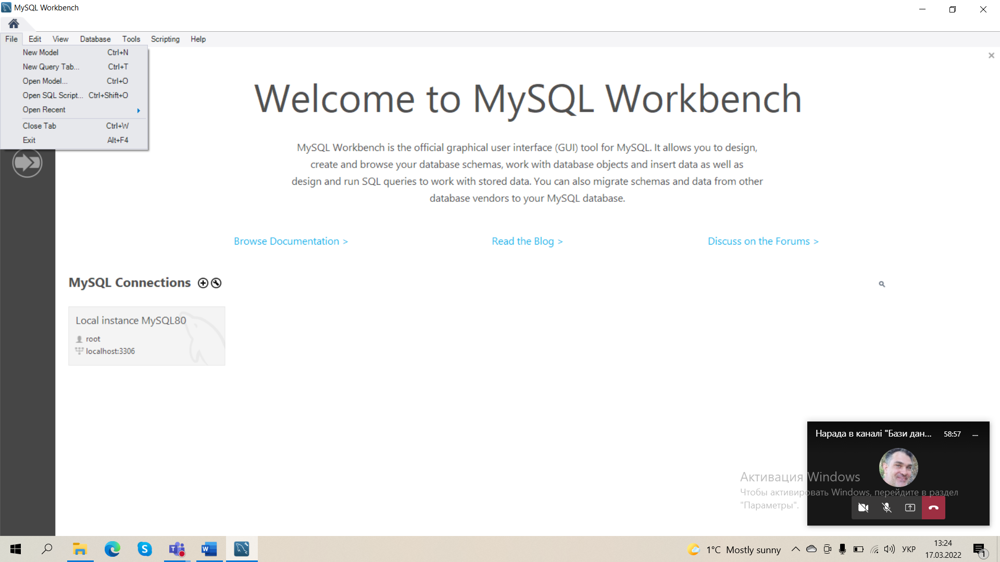 MySQL Workbench
File Edit View Database Tools Scripting Help
New Model Ctrl+N
New Query Tab... Ctrl+T
Open Model... Ctrl+O
Open SQL Script... Ctrl+Shift+O
Open Recent
Close Tab Ctrl+W
Exit Alt+F4
Welcome to MySQL Workbench
MySQL Workbench is the official graphical user interface (GUI) tool for MySQL. It allows you to design,
create and browse your database schemas, work with database objects and insert data as well as
design and run SQL queries to work with stored data. You can also migrate schemas and data from other
database vendors to your MySQL database.
Browse Documentation >
Read the Blog >
Discuss on the Forums >
MySQL Connections
Local instance MySQL80
root
localhost:3306
Нарада в каналі "Бази дан... 58:57
Активация Windows
Чтобы активировать Windows, перейдите в раздел
"Параметры".
T
W
S
1°C Mostly sunny
УКР
13:24
17.03.2022
1